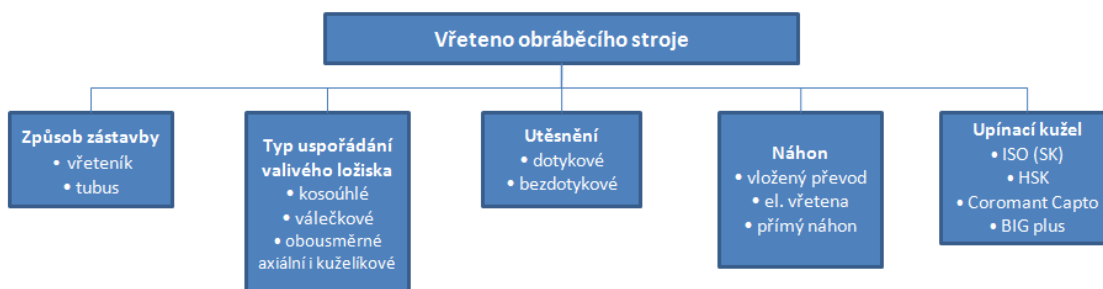 Vřeteno obráběcího stroje
Způsob zástavby
• vřeteník
• tubus
Typ uspořádání
valivého ložiska
• kosoúhlé
• válečkové
• obousměrné
axiální i kuželíkové
Utěsnění
• dotykové
• bezdotykové
Náhon
• vložený převod
• el. vřetena
• přímý náhon
Upínací kužel
• ISO (SK)
• HSK
• Coromant Capto
• BIG plus